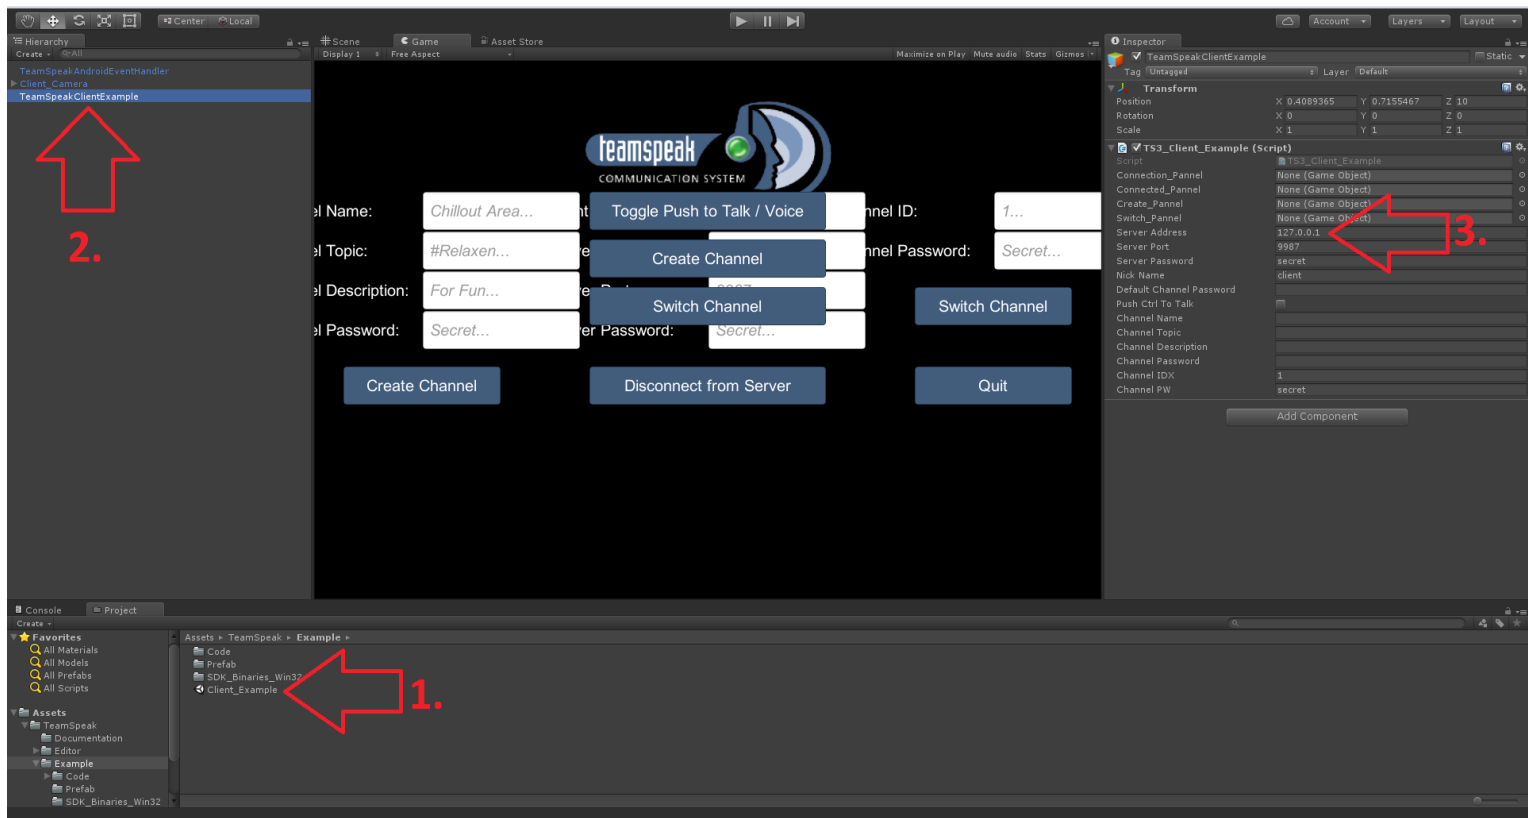 Center Local
Account Layers Layout
Hierarchy
Create All
TeamSpeakAndroidEventHandler
Client_Camera
TeamSpeakClientExample
2.
Scene Game Asset Store
Display 1 Free Aspect Maximize on Play Mute audio Stats Gizmos
teamspeak
COMMUNICATION SYSTEM
el Name: Chillout Area... nt Toggle Push to Talk / Voice nnel ID: 1...
el Topic: #Relaxen... ve Create Channel nnel Password: Secret...
el Description: For Fun... 9987
Switch Channel Switch Channel
el Password: Secret... er Password: Secret...
Create Channel Disconnect from Server Quit
Inspector
TeamSpeakClientExample Static
Tag Untagged Layer Default
Transform
Position X 0.4089365 Y 0.7155467 Z 10
Rotation X 0 Y 0 Z 0
Scale X 1 Y 1 Z 1
TS3_Client_Example (Script)
Script TS3_Client_Example
Connection_Pannel None (Game Object)
Connected_Pannel None (Game Object)
Create_Pannel None (Game Object)
Switch_Pannel None (Game Object)
Server Address 127.0.0.1
3.
Server Port 9987
Server Password secret
Nick Name client
Default Channel Password
Push Ctrl To Talk
Channel Name
Channel Topic
Channel Description
Channel Password
Channel IDX 1
Channel PW secret
Add Component
Console Project
Create
Favorites
All Materials
All Models
All Prefabs
All Scripts
Assets
TeamSpeak
Documentation
Editor
Example
Code
Prefab
SDK_Binaries_Win32
Assets TeamSpeak Example
Code
Prefab
SDK_Binaries_Win32
Client_Example
1.